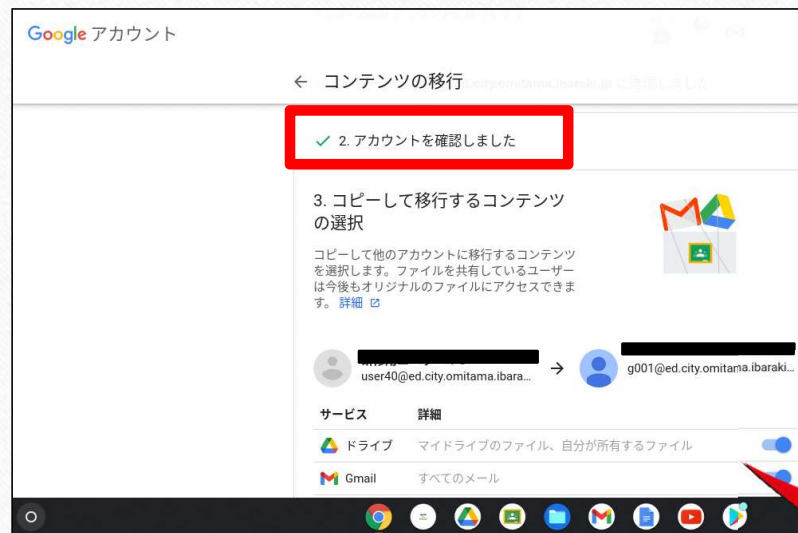 Google アカウント
← コンテンツの移行
✓ 2. アカウントを確認しました
3. コピーして移行するコンテンツ
の選択
コピーして他のアカウントに移行するコンテンツ
を選択します。ファイルを共有しているユーザー
は今後もオリジナルのファイルにアクセスできま
す。 詳細
user40@ed.city.omitama.ibara... → g001@ed.city.omitama.ibaraki...
サービス 詳細
ドライブ マイドライブのファイル、自分が所有するファイル
Gmail すべてのメール